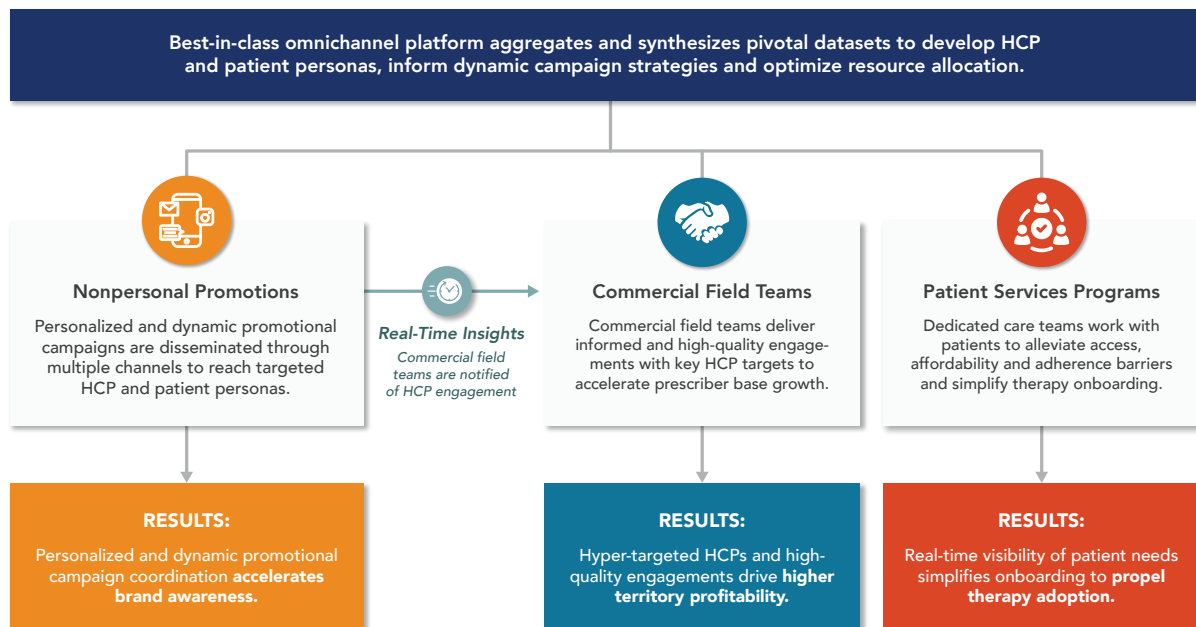 Best-in-class omnichannel platform aggregates and synthesizes pivotal datasets to develop HCP
and patient personas, inform dynamic campaign strategies and optimize resource allocation.
Nonpersonal Promotions
Personalized and dynamic promotional
campaigns are disseminated through
multiple channels to reach targeted
HCP and patient personas.
Real-Time Insights
Commercial field
teams are notified
of HCP engagement
Commercial Field Teams
Commercial field teams deliver
informed and high-quality engage-
ments with key HCP targets to
accelerate prescriber base growth.
Patient Services Programs
Dedicated care teams work with
patients to alleviate access,
affordability and adherence barriers
and simplify therapy onboarding.
RESULTS:
Personalized and dynamic promotional
campaign coordination accelerates
brand awareness.
RESULTS:
Hyper-targeted HCPs and high-
quality engagements drive higher
territory profitability.
RESULTS:
Real-time visibility of patient needs
simplifies onboarding to propel
therapy adoption.